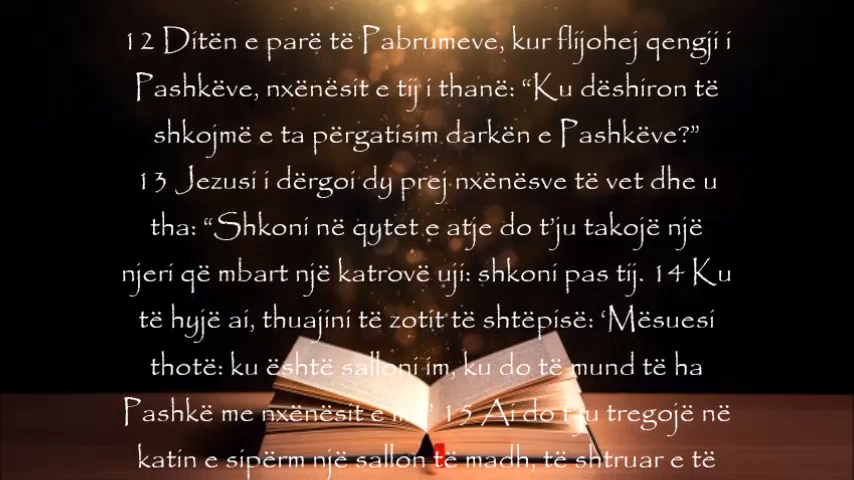 12 Ditën e parë të Pabrumeve, kur flijohej qengji i
Pashkëve, nxënësit e tij i thanë: “Ku dëshiron të
shkojmë e ta përgatisim darkën e Pashkëve?”
13 Jezusi i dërgoi dy prej nxënësve të vet dhe u
tha: “Shkoni në qytet e atje do t’ju takojë një
njeri që mbart një katrovë uji: shkoni pas tij. 14 Ku
të hyjë ai, thuajini të zotit të shtëpisë: ‘Mësuesi
thotë: ku është salloni im, ku do të mund të ha
Pashkë me nxënësit e 15 Ai do t’ju tregojë në
katin e sipërm një sallon të madh, të shtruar e të